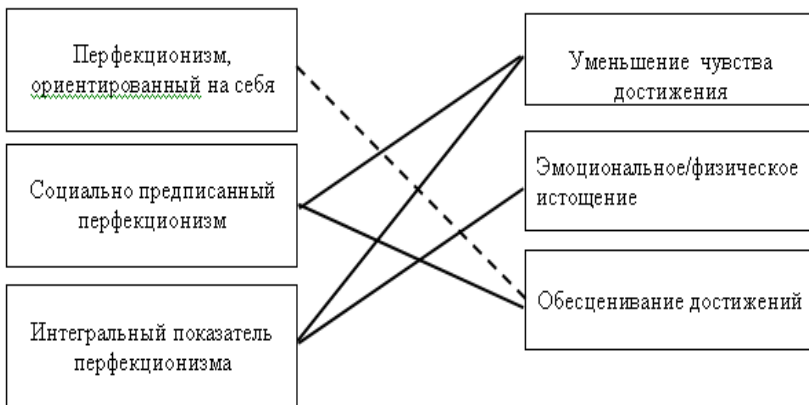 Перфекционизм,
ориентированный на себя
Социально предписанный
перфекционизм
Интегральный показатель
перфекционизма
Уменьшение чувства
достижения
Эмоциональное/физическое
истощение
Обесценивание достижений